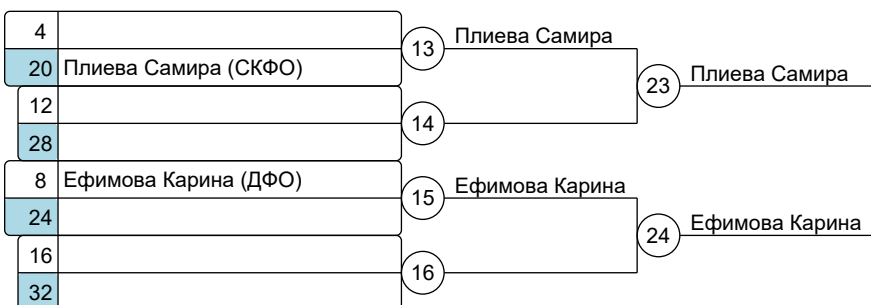 4
13 Плиева Самира
20 Плиева Самира (СКФО)
23 Плиева Самира
12
14
28
8 Ефимова Карина (ДФО)
15 Ефимова Карина
24
24 Ефимова Карина
16
16
32